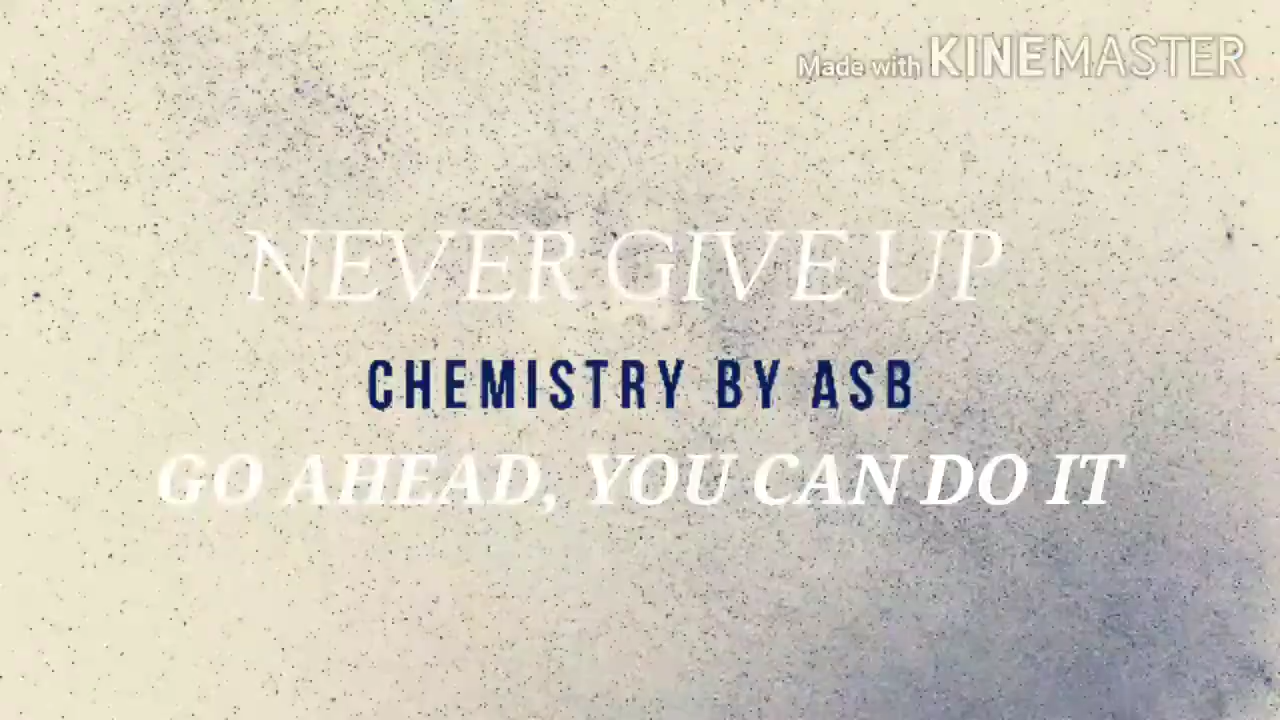 Made with KINEMASTER
NEVER GIVE UP
CHEMISTRY BY ASB
GO AHEAD, YOU CAN DO IT